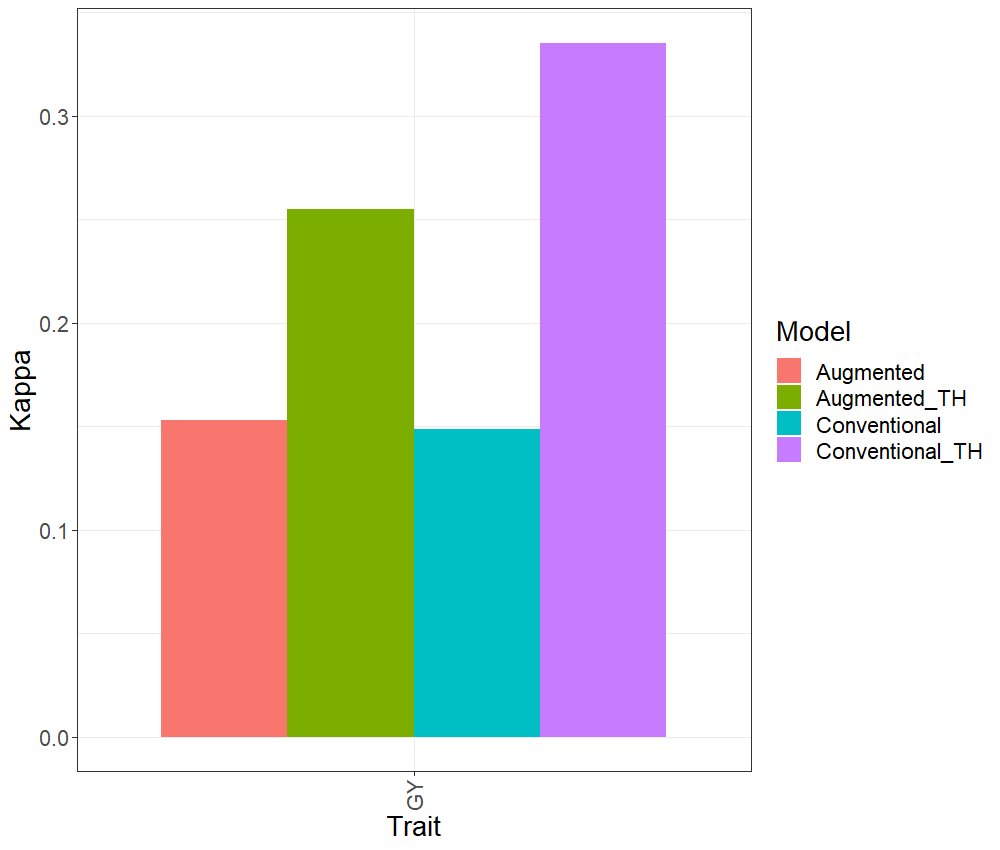 Kappa
0.3
0.2
0.1
0.0
GY
Trait
Model
Augmented
Augmented_TH
Conventional
Conventional_TH